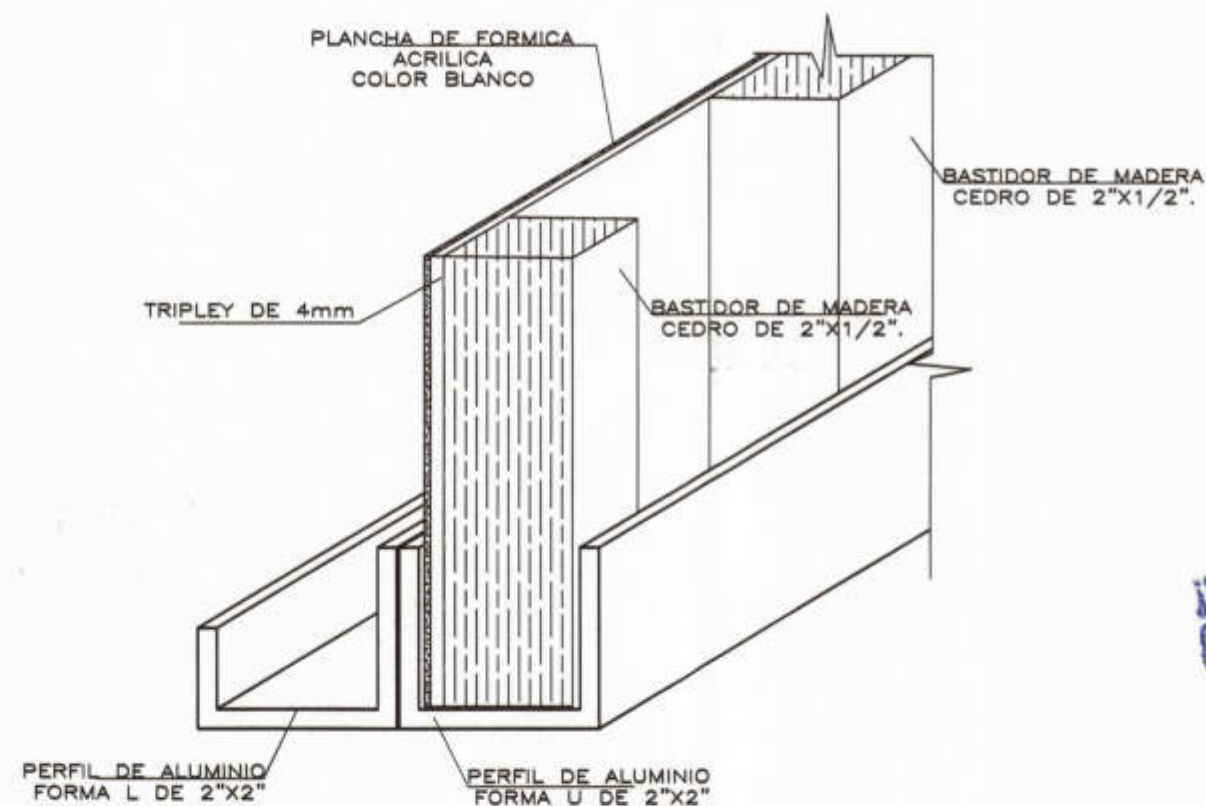 PLANCHA DE FORMICA
ACRILICA
COLOR BLANCO
BASTIDOR DE MADERA
CEDRO DE 2"X1/2".
TRIPLEY DE 4mm
BASTIDOR DE MADERA
CEDRO DE 2"X1/2".
PERFIL DE ALUMINIO
FORMA L DE 2"X2"
PERFIL DE ALUMINIO
FORMA U DE 2"X2"